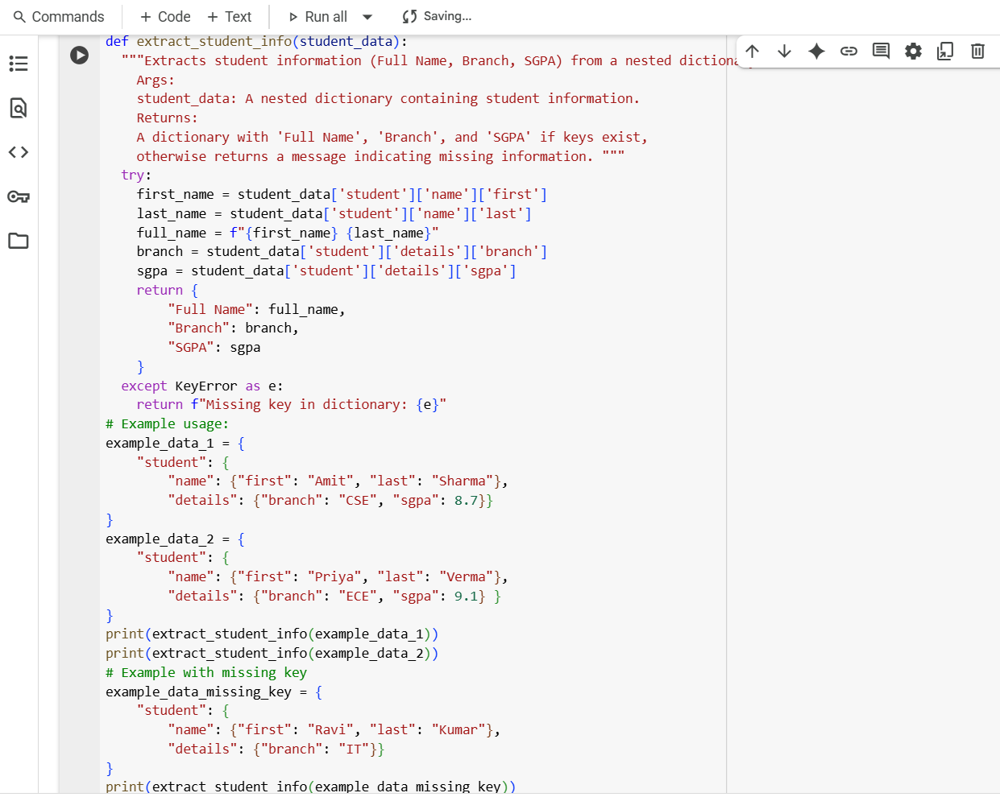 Commands + Code + Text Run all Saving...
def extract_student_info(student_data):
  """Extracts student information (Full Name, Branch, SGPA) from a nested
    Args:
    student_data: A nested dictionary containing student information.
    Returns:
    A dictionary with 'Full Name', 'Branch', and 'SGPA' if keys exist,
    otherwise returns a message indicating missing information. """
  try:
    first_name = student_data['student']['name']['first']
    last_name = student_data['student']['name']['last']
    full_name = f"{first_name} {last_name}"
    branch = student_data['student']['details']['branch']
    sgpa = student_data['student']['details']['sgpa']
    return {
        "Full Name": full_name,
        "Branch": branch,
        "SGPA": sgpa
    }
  except KeyError as e:
    return f"Missing key in dictionary: {e}"
# Example usage:
example_data_1 = {
    "student": {
        "name": {"first": "Amit", "last": "Sharma"},
        "details": {"branch": "CSE", "sgpa": 8.7}}
}
example_data_2 = {
    "student": {
        "name": {"first": "Priya", "last": "Verma"},
        "details": {"branch": "ECE", "sgpa": 9.1} }
}
print(extract_student_info(example_data_1))
print(extract_student_info(example_data_2))
# Example with missing key
example_data_missing_key = {
    "student": {
        "name": {"first": "Ravi", "last": "Kumar"},
        "details": {"branch": "IT"}}
}
print(extract_student_info(example_data_missing_key))